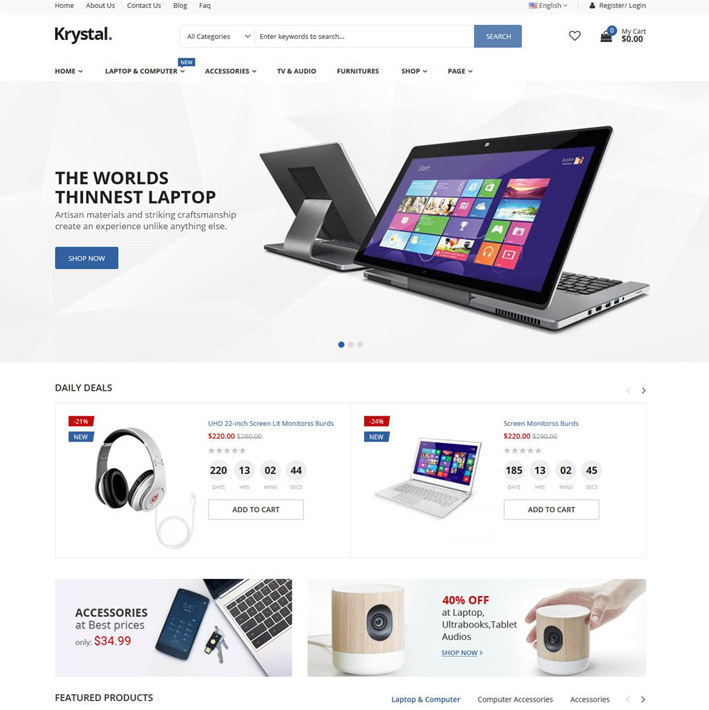 Home About Us Contact Us Blog Faq English Register/ Login
Krystal.
All Categories Enter keywords to search... SEARCH 0 My Cart
$0.00
NEW
HOME LAPTOP & COMPUTER ACCESSORIES TV & AUDIO FURNITURES SHOP PAGE
Start
THE WORLDS
THINNEST LAPTOP
Artisan materials and striking craftsmanship
create an experience unlike anything else.
SHOP NOW
DAILY DEALS
-21%
NEW
UHD 22-inch Screen Lit Monitorss Burds
$220.00 $280.00
220 13 02 44
DAYS HRS MINS SECS
ADD TO CART
-24%
NEW
Screen Monitorss Burds
$220.00 $290.00
185 13 02 45
DAYS HRS MINS SECS
ADD TO CART
ACCESSORIES
at Best prices
only: $34.99
40% OFF
at Laptop,
Ultrabooks,Tablet
Audios
SHOP NOW
FEATURED PRODUCTS Laptop & Computer Computer Accessories Accessories